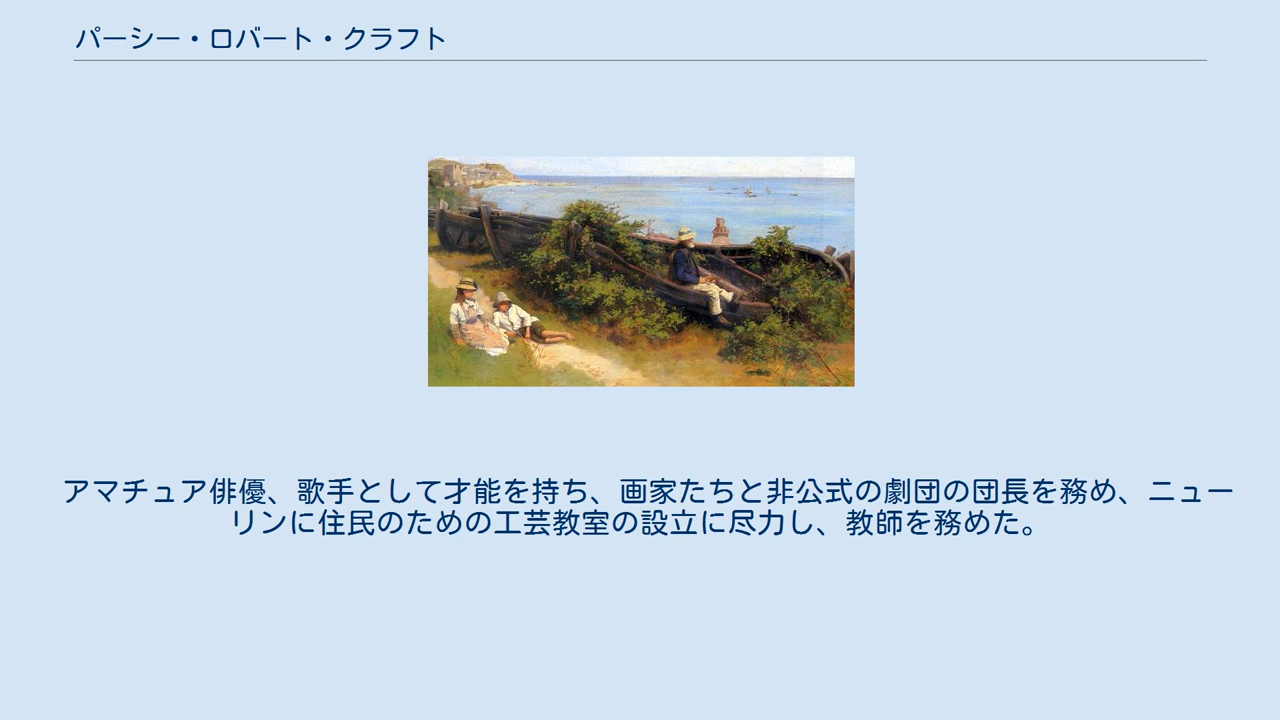 パーシー・ロバート・クラフト
アマチュア俳優、歌手として才能を持ち、画家たちと非公式の劇団の団長を務め、ニュー
リンに住民のための工芸教室の設立に尽力し、教師を務めた。